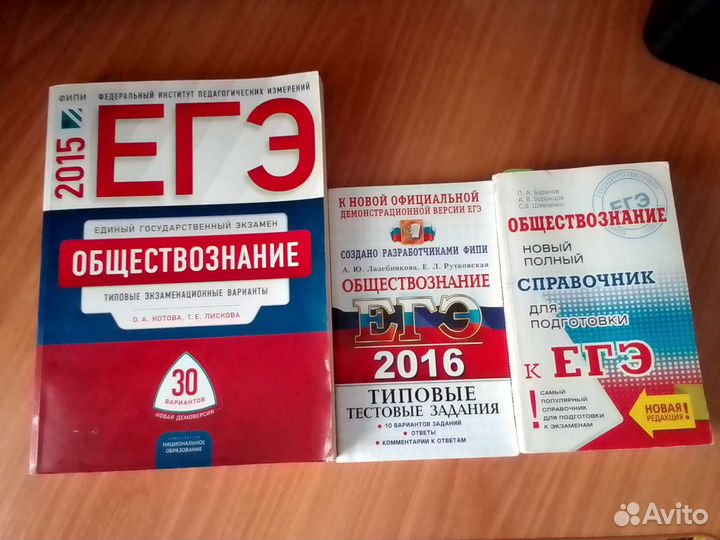 ФИПИ
ФЕДЕРАЛЬНЫЙ ИНСТИТУТ ПЕДАГОГИЧЕСКИХ ИЗМЕРЕНИЙ
2015
ЕГЭ
ЕДИНЫЙ ГОСУДАРСТВЕННЫЙ ЭКЗАМЕН
ОБЩЕСТВОЗНАНИЕ
ТИПОВЫЕ ЭКЗАМЕНАЦИОННЫЕ ВАРИАНТЫ
О.А. КОТОВА, Т.Е. ЛИСКОВА
30
ВАРИАНТОВ
НОВАЯ ДЕМОВЕРСИЯ
НАЦИОНАЛЬНОЕ
ОБРАЗОВАНИЕ
К НОВОЙ ОФИЦИАЛЬНОЙ
ДЕМОНСТРАЦИОННОЙ ВЕРСИИ ЕГЭ
СОЗДАНО РАЗРАБОТЧИКАМИ ФИПИ
А. Ю. Лазебникова, Е. Л. Рутковская
ОБЩЕСТВОЗНАНИЕ
ЕГЭ
2016
ТИПОВЫЕ
ТЕСТОВЫЕ ЗАДАНИЯ
• 10 ВАРИАНТОВ ЗАДАНИЙ
• ОТВЕТЫ
• КОММЕНТАРИИ К ОТВЕТАМ
П. А. Баранов
А. В. Воронцов
С.В. Шевченко
ЕГЭ
ОБЩЕСТВОЗНАНИЕ
НОВЫЙ
ПОЛНЫЙ
СПРАВОЧНИК
ДЛЯ
ПОДГОТОВКИ
К ЕГЭ
! САМЫЙ
ПОПУЛЯРНЫЙ
СПРАВОЧНИК
ДЛЯ ПОДГОТОВКИ
К ЭКЗАМЕНАМ
НОВАЯ
РЕДАКЦИЯ!
Avito